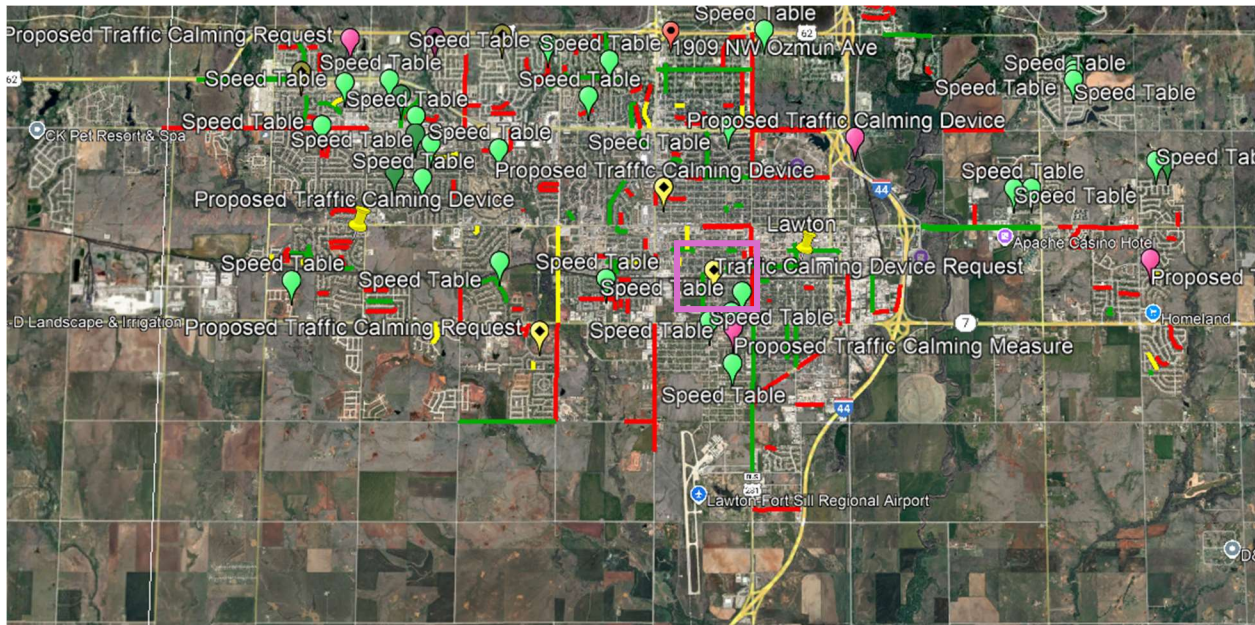 Speed Table
Proposed Traffic Calming Request
62
Speed Table
Speed Table
1909 NW Ozmun Ave
62
Speed Table
Speed Table
Speed Table
Speed Table
Speed Table
Speed Table
Speed Table
Speed Table
CK Pet Resort & Spa
Speed Table
Proposed Traffic Calming Device
Speed Table
Speed Table
Speed Table
Speed Table
Speed Tab
Proposed Traffic Calming Device
Speed Table
44
Proposed Traffic Calming Device
Lawton
Apache Casino Hotel
Speed Table
Speed Table
Speed Table
Traffic Calming Device Request
Proposed
Speed Table
-D Landscape & Irrigation
Proposed Traffic Calming Request
Speed Table
Speed Table
7
Homeland
Proposed Traffic Calming Measure
Speed Table
44
BUS
281
Lawton-Fort Sill Regional Airport
D&